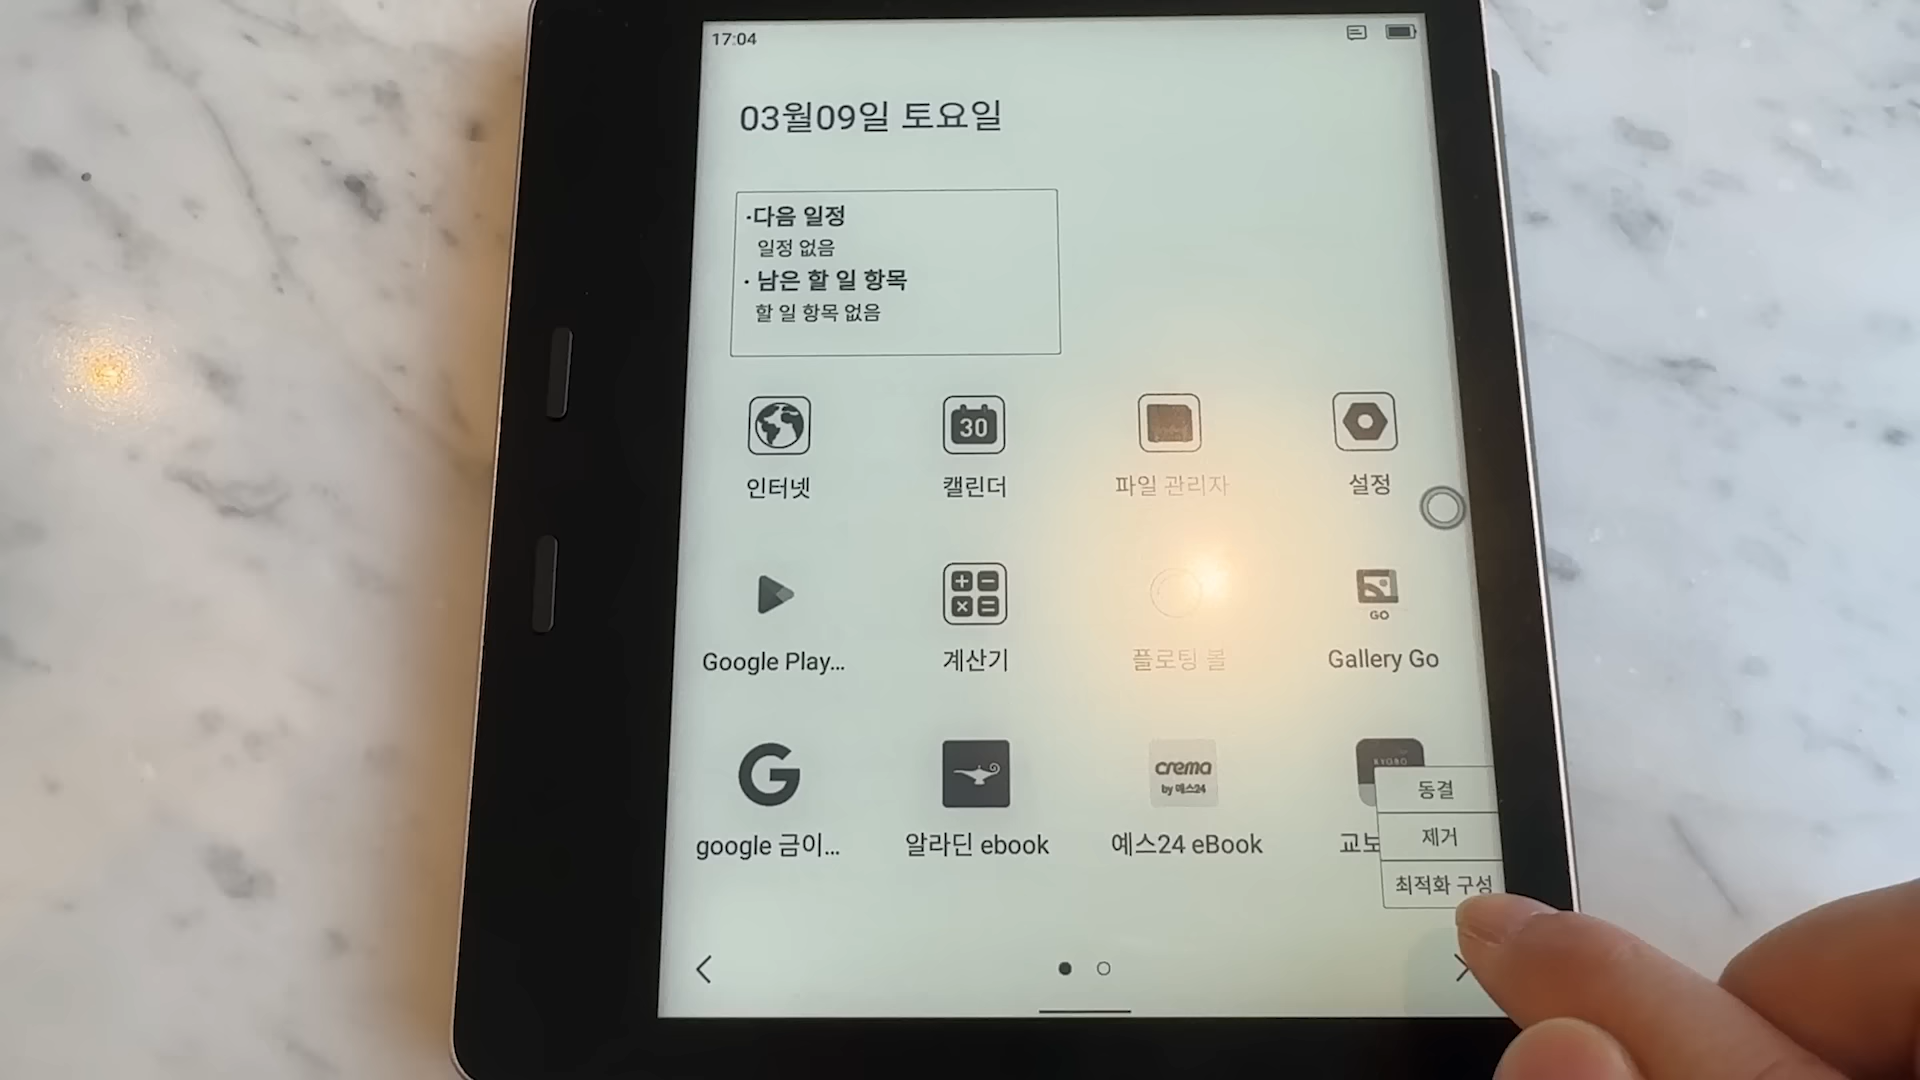 17:04
03월09일 토요일
·다음 일정
일정 없음
· 남은 할 일 항목
할 일 항목 없음
30
인터넷
캘린더
파일 관리자
설정
GO
Google Play...
계산기
플로팅 볼
Gallery Go
G
crema
by 예스24
KYOBO
google 금이...
알라딘 ebook
예스24 eBook
교보
동결
제거
최적화 구성